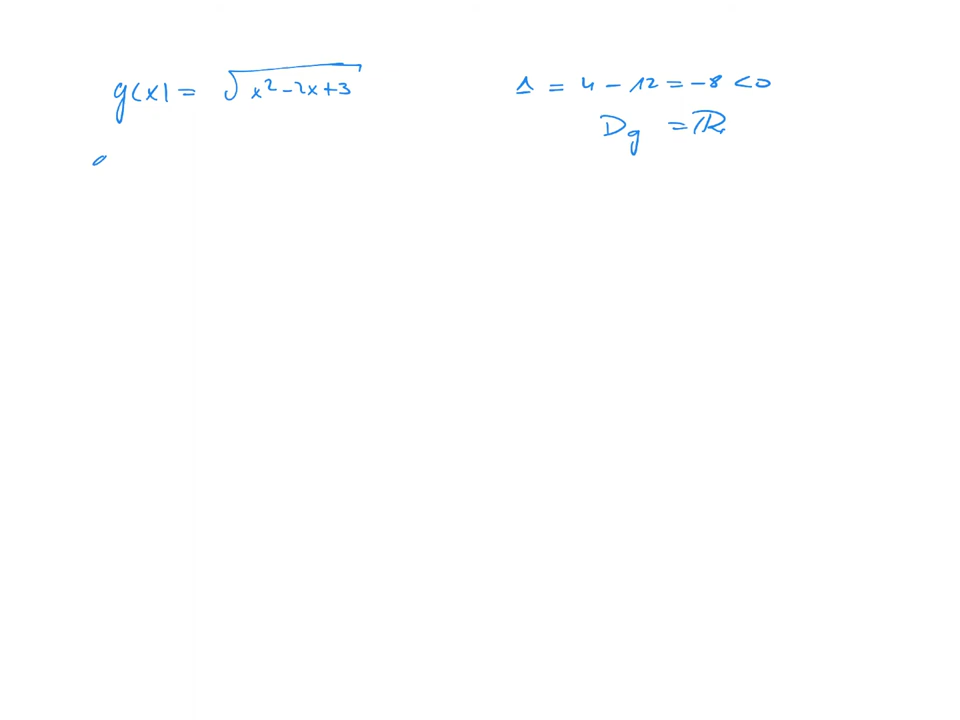 g(x) = √(x² - 2x + 3)
Δ = 4 - 12 = -8 < 0
D_g = ℝ